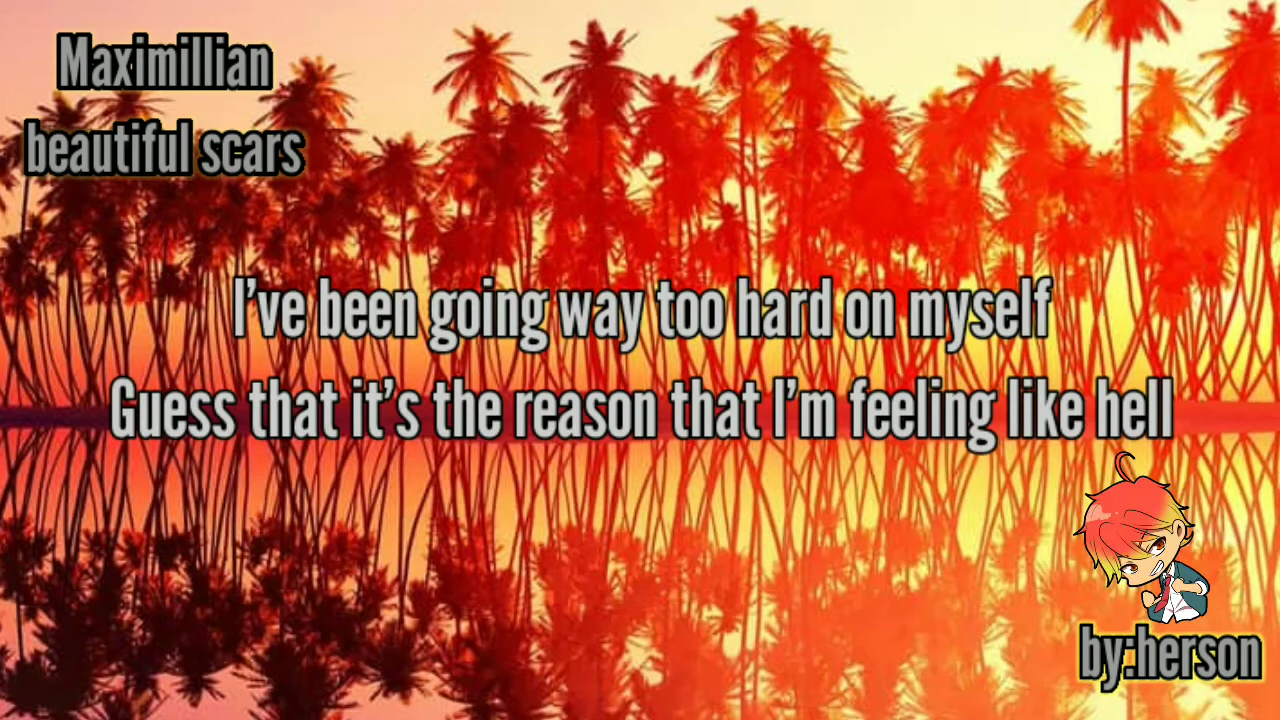 Maximillian
beautiful scars
I've been going way too hard on myself
Guess that it's the reason that I'm feeling like hell
by:herson